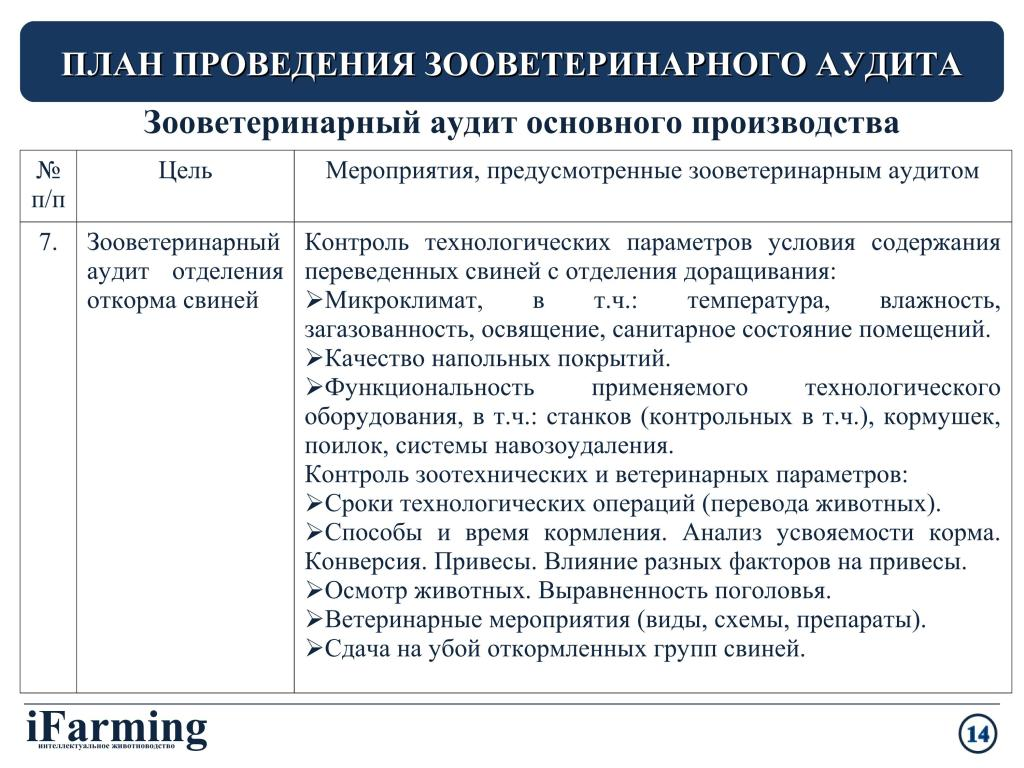 ПЛАН ПРОВЕДЕНИЯ ЗООВЕТЕРИНАРНОГО АУДИТА
Зооветеринарный аудит основного производства
№ п/п
Цель
Мероприятия, предусмотренные зооветеринарным аудитом
7.
Зооветеринарный
аудит отделения
откорма свиней
Контроль технологических параметров условия содержания
переведенных свиней с отделения доращивания:
➢Микроклимат, в т.ч.: температура, влажность,
загазованность, освящение, санитарное состояние помещений.
➢Качество напольных покрытий.
➢Функциональность применяемого технологического
оборудования, в т.ч.: станков (контрольных в т.ч.), кормушек,
поилок, системы навозоудаления.
Контроль зоотехнических и ветеринарных параметров:
➢Сроки технологических операций (перевода животных).
➢Способы и время кормления. Анализ усвояемости корма.
Конверсия. Привесы. Влияние разных факторов на привесы.
➢Осмотр животных. Выравненность поголовья.
➢Ветеринарные мероприятия (виды, схемы, препараты).
➢Сдача на убой откормленных групп свиней.
iFarming
интеллектуальное животноводство
14